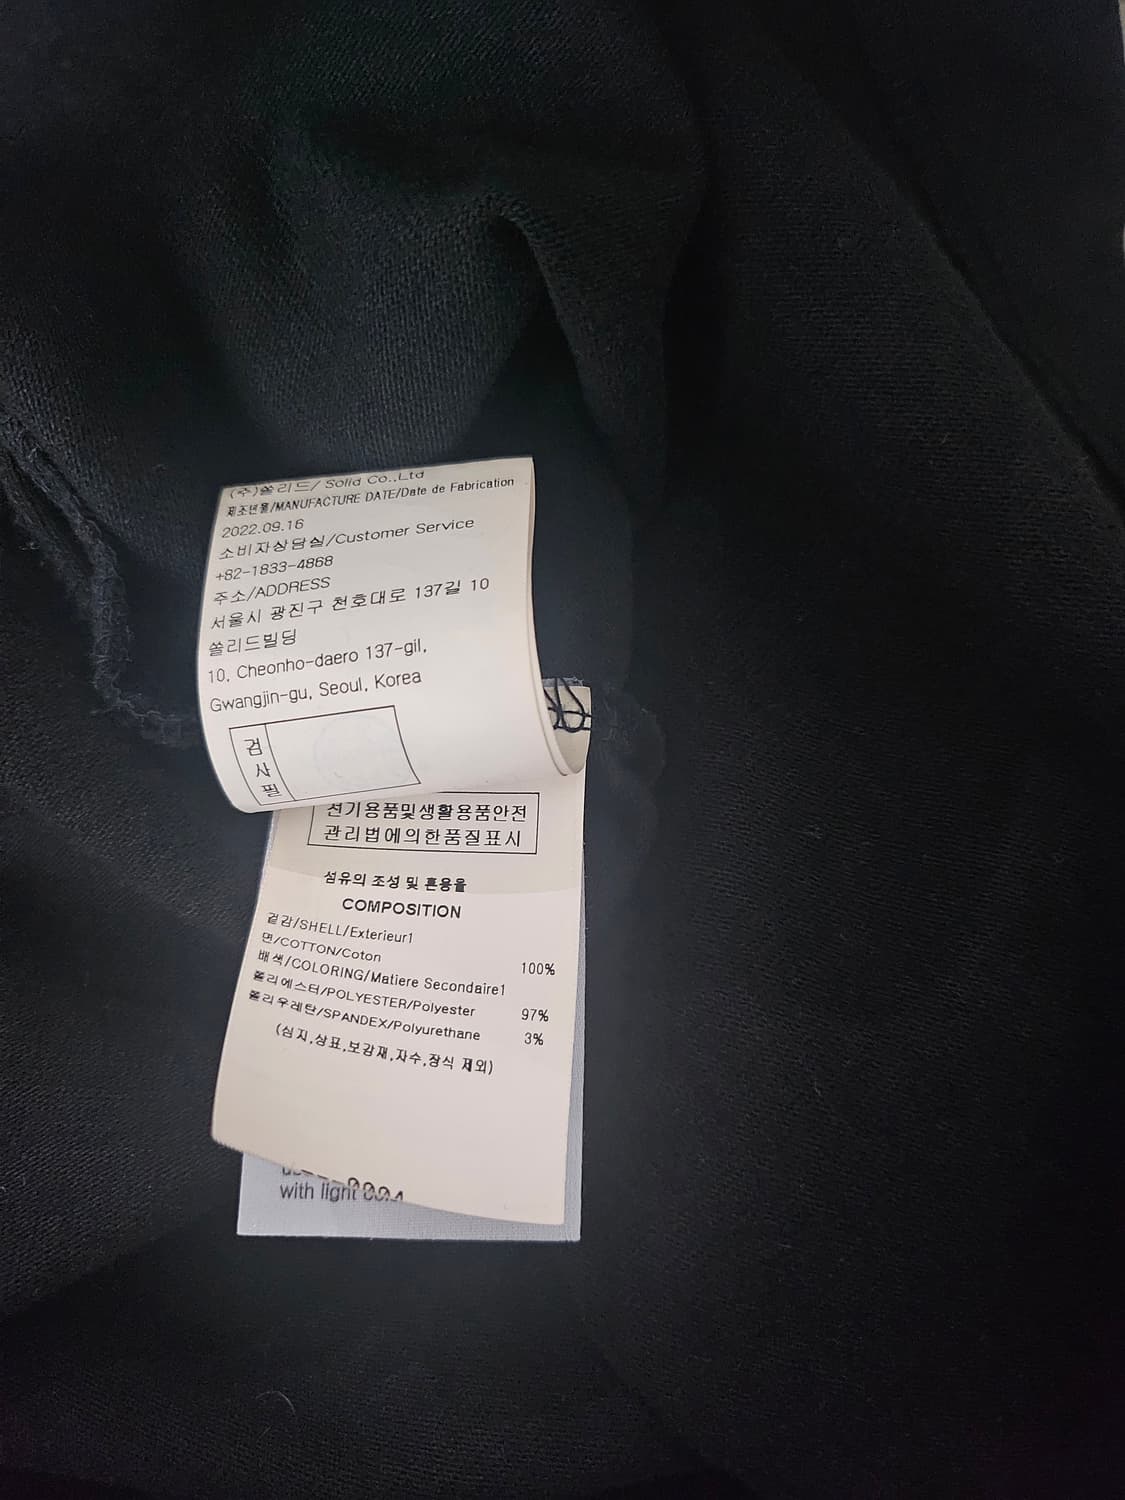 (주)쏠리드/ Solid Co.,Ltd
제조년월/MANUFACTURE DATE/Date de Fabrication
2022.09.16
소비자상담실/Customer Service
+82-1833-4868
주소/ADDRESS
서울시 광진구 천호대로 137길 10
쏠리드빌딩
10, Cheonho-daero 137-gil,
Gwangjin-gu, Seoul, Korea
검사필
전기용품및생활용품안전
관리법에의한품질표시
섬유의 조성 및 혼용율
COMPOSITION
겉감/SHELL/Exterieur1
면/COTTON/Coton 100%
배색/COLORING/Matiere Secondaire1
폴리에스터/POLYESTER/Polyester 97%
폴리우레탄/SPANDEX/Polyurethane 3%
(심지,상표,보강재,자수,장식 제외)
with light